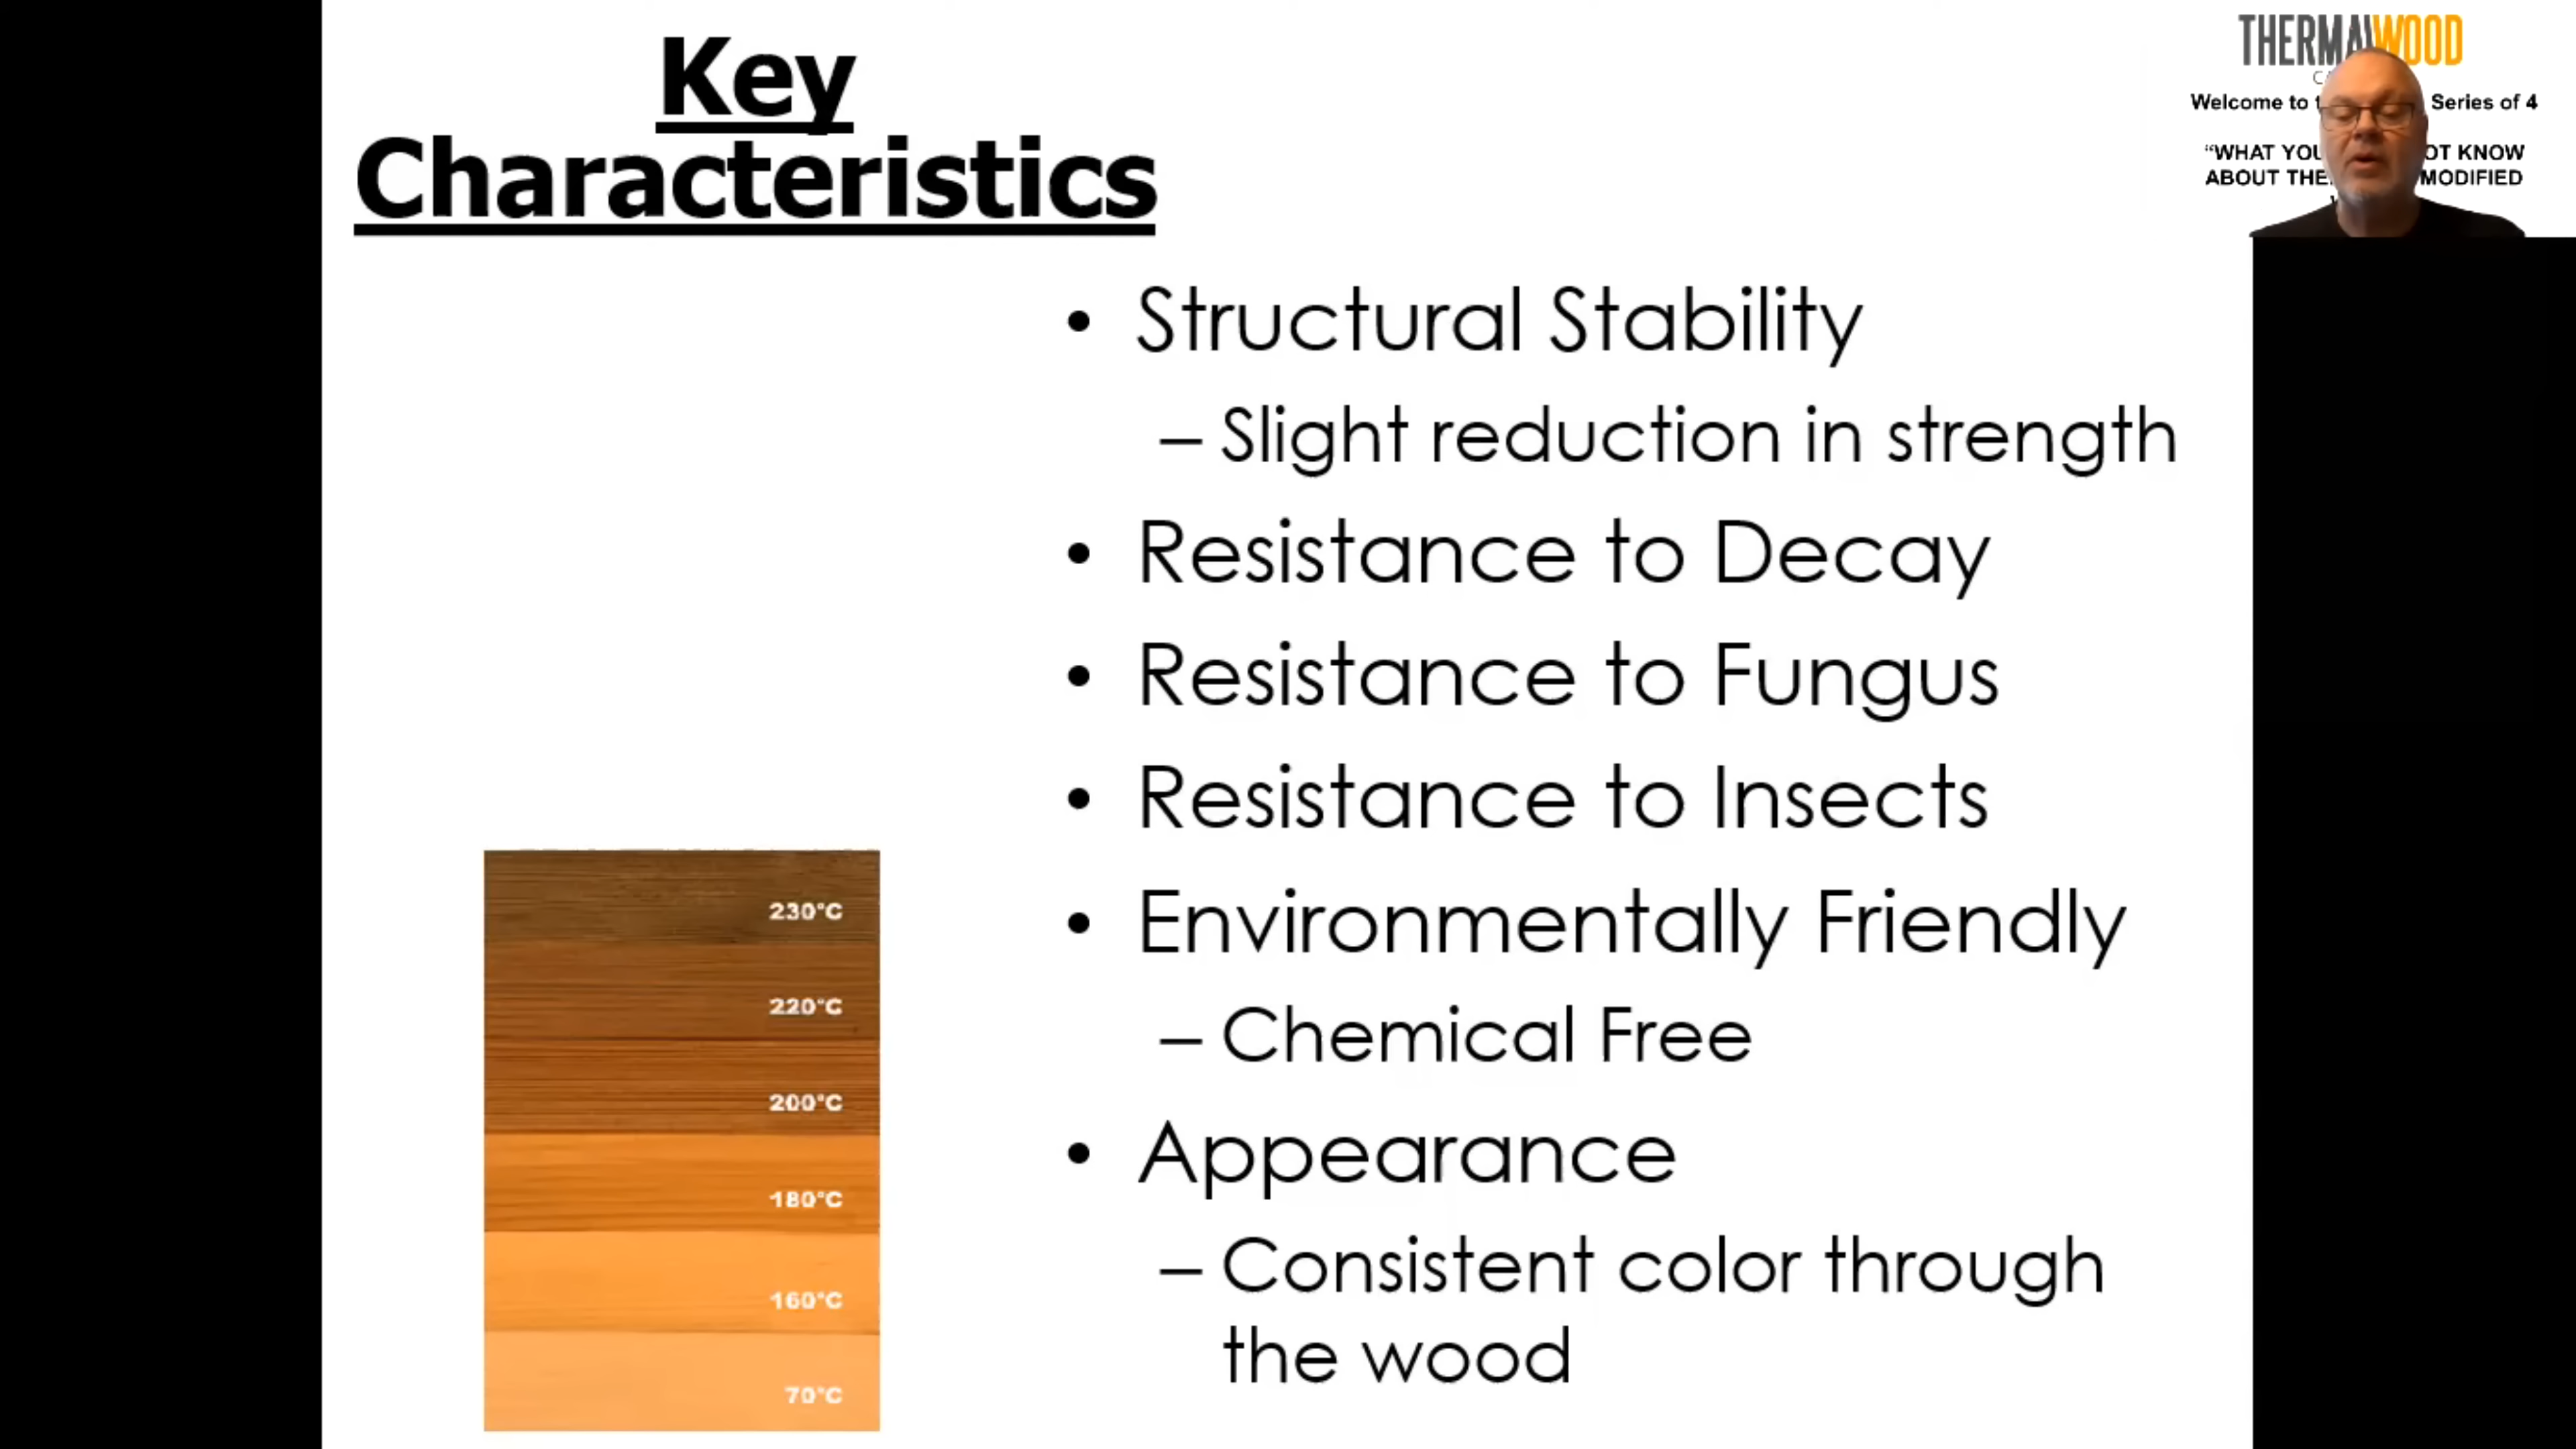 Key
Characteristics
• Structural Stability
– Slight reduction in strength
• Resistance to Decay
• Resistance to Fungus
• Resistance to Insects
• Environmentally Friendly
– Chemical Free
• Appearance
– Consistent color through
the wood
230°C
220°C
200°C
180°C
160°C
70°C
THERMALWOOD
Welcome to Series of 4
“WHAT YOU OT KNOW
ABOUT THE MODIFIED